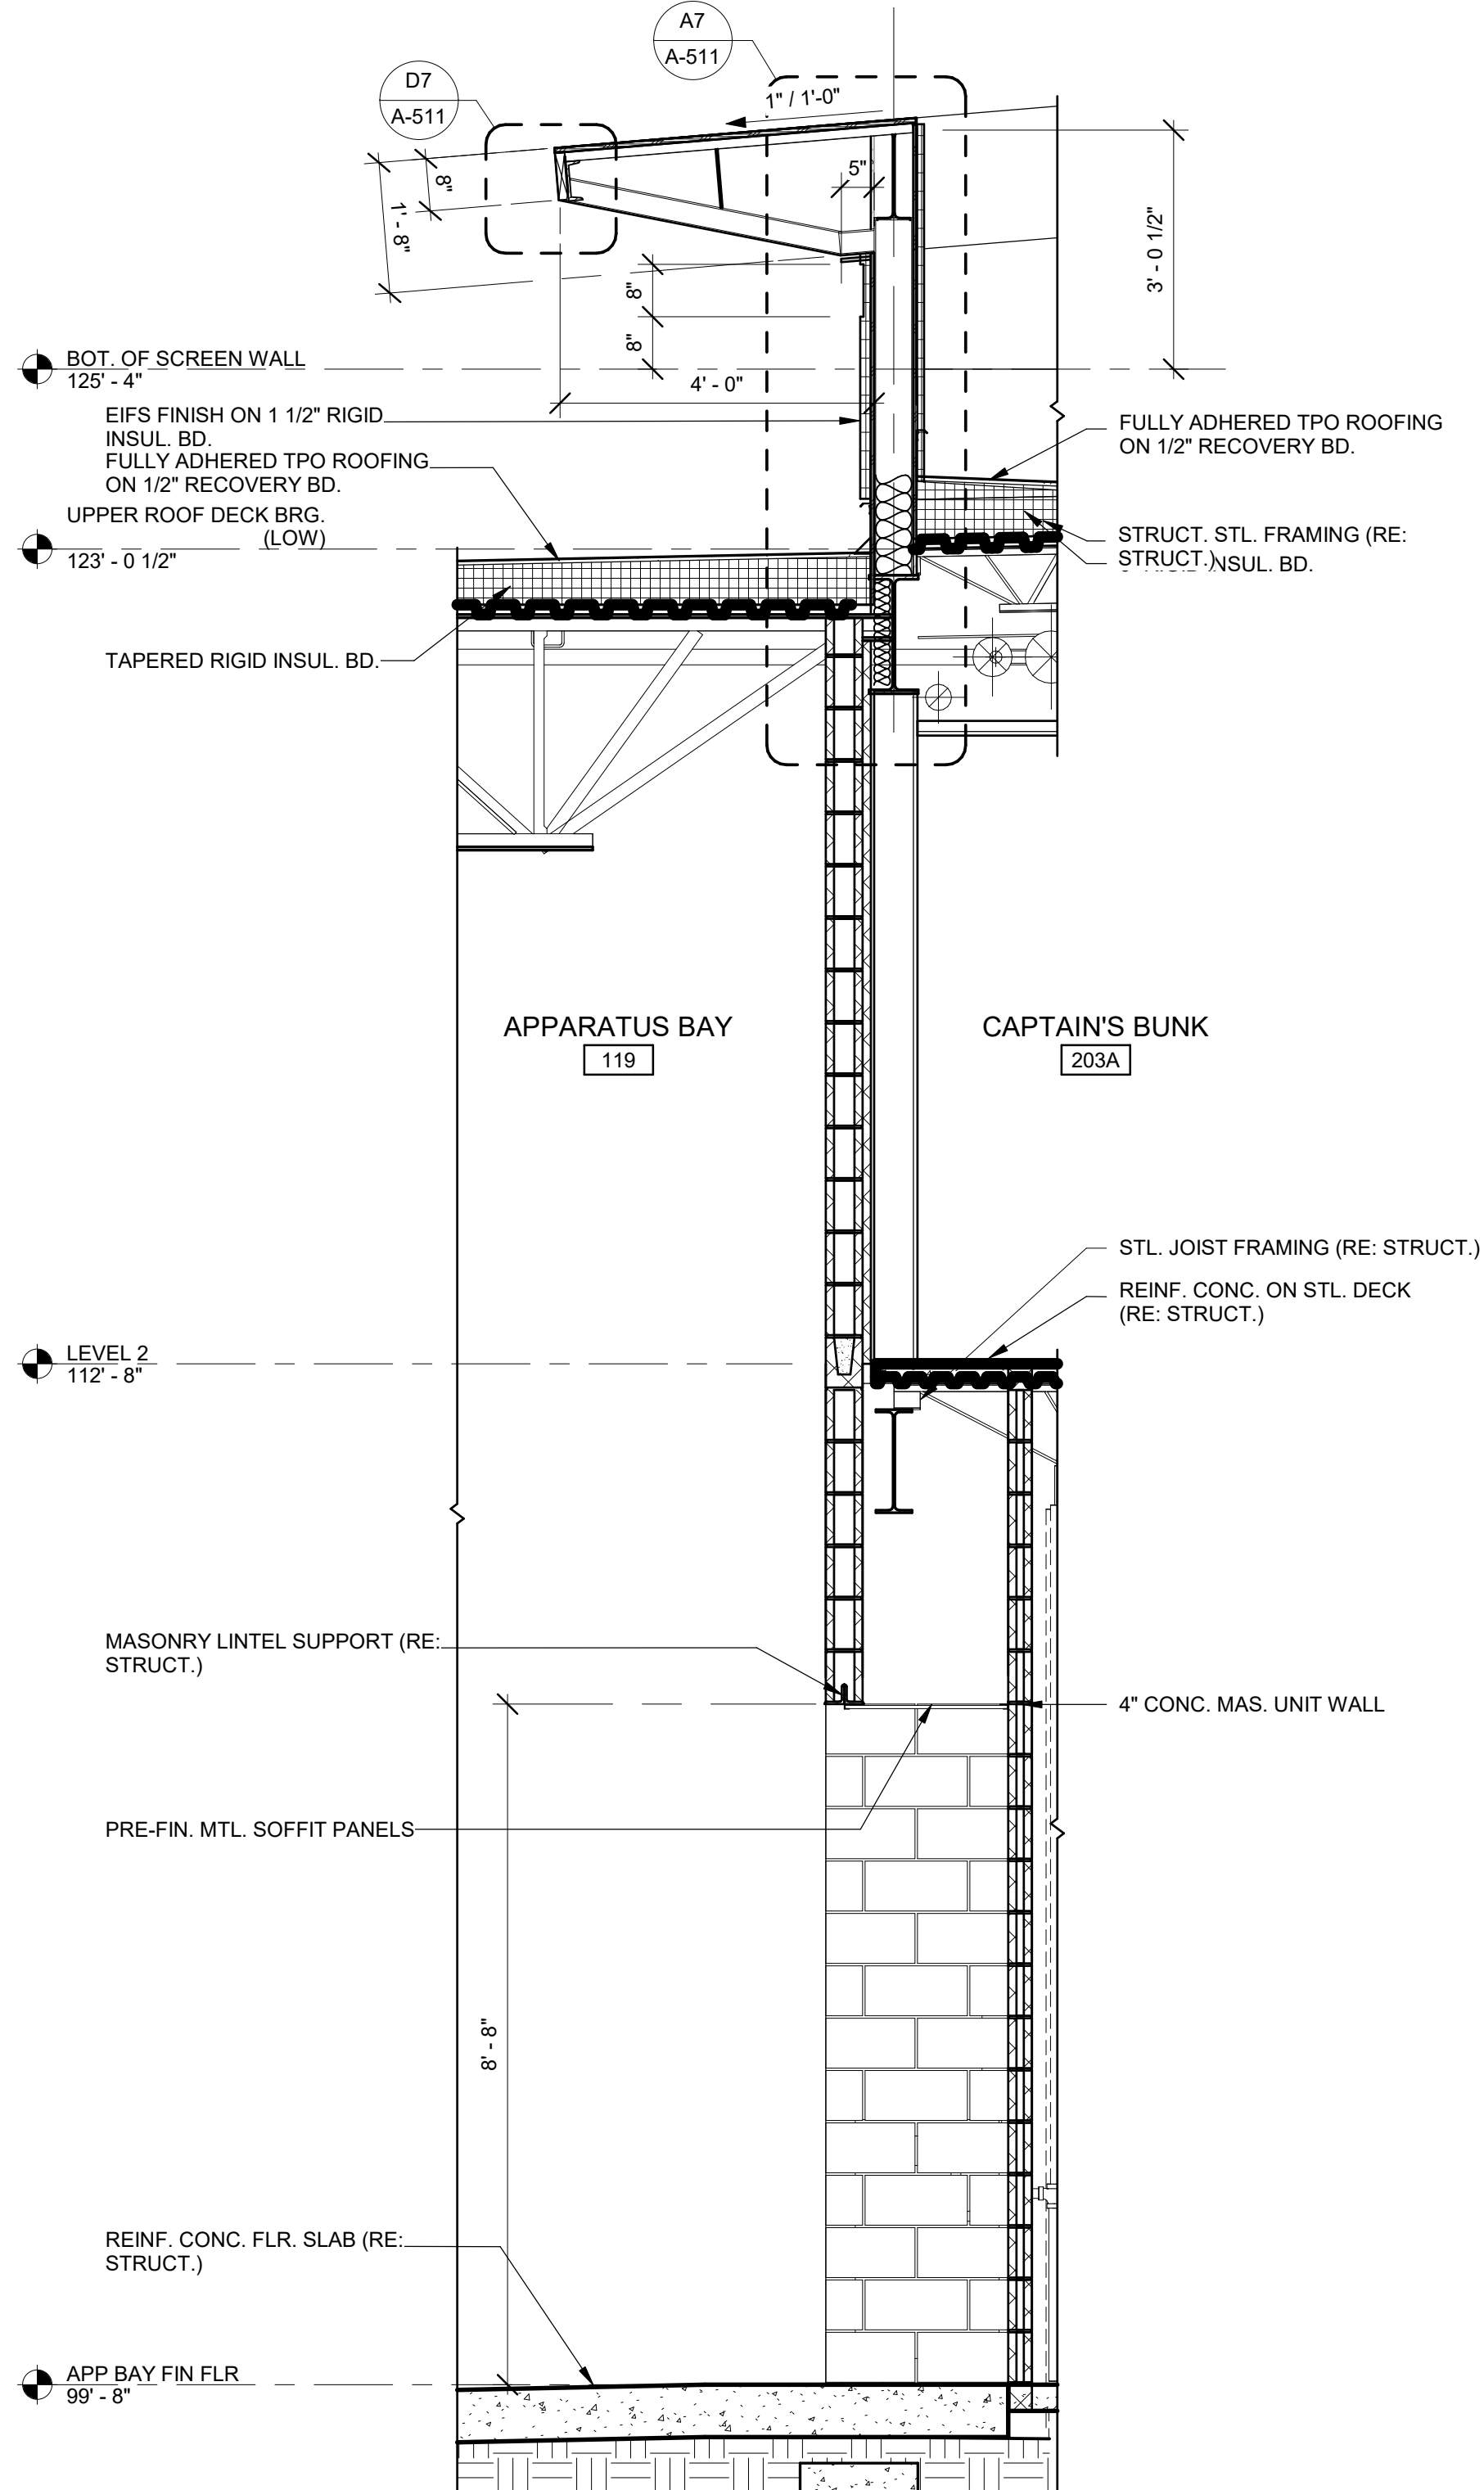 A7
A-511
D7
A-511
1" / 1'-0"
5"
8"
1' - 8"
3' - 0 1/2"
8"
8"
BOT. OF SCREEN WALL
125' - 4"
4' - 0"
EIFS FINISH ON 1 1/2" RIGID
INSUL. BD.
FULLY ADHERED TPO ROOFING
ON 1/2" RECOVERY BD.
FULLY ADHERED TPO ROOFING
ON 1/2" RECOVERY BD.
UPPER ROOF DECK BRG.
(LOW)
123' - 0 1/2"
STRUCT. STL. FRAMING (RE:
STRUCT.)
INSUL. BD.
TAPERED RIGID INSUL. BD.
APPARATUS BAY
119
CAPTAIN'S BUNK
203A
STL. JOIST FRAMING (RE: STRUCT.)
REINF. CONC. ON STL. DECK
(RE: STRUCT.)
LEVEL 2
112' - 8"
MASONRY LINTEL SUPPORT (RE:
STRUCT.)
4" CONC. MAS. UNIT WALL
PRE-FIN. MTL. SOFFIT PANELS
8' - 8"
REINF. CONC. FLR. SLAB (RE:
STRUCT.)
APP BAY FIN FLR
99' - 8"